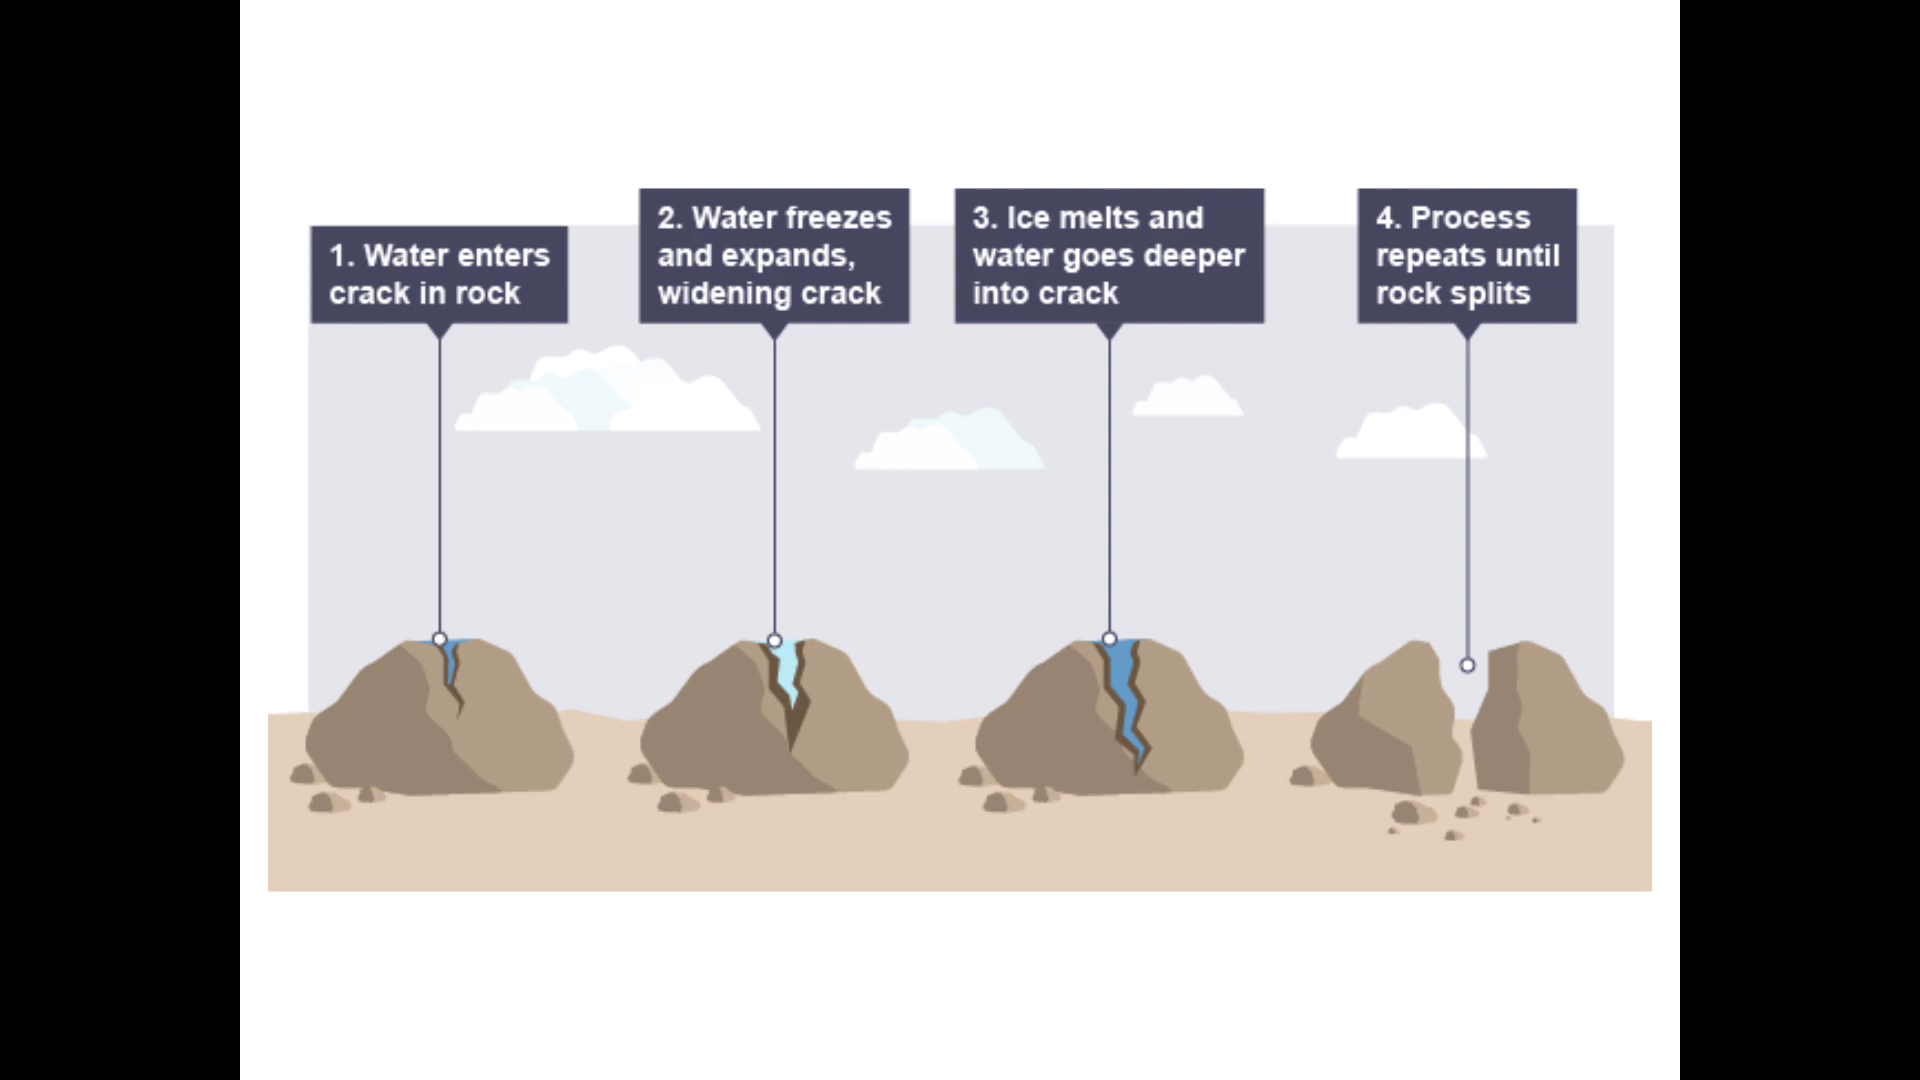 1. Water enters
crack in rock
2. Water freezes
and expands,
widening crack
3. Ice melts and
water goes deeper
into crack
4. Process
repeats until
rock splits